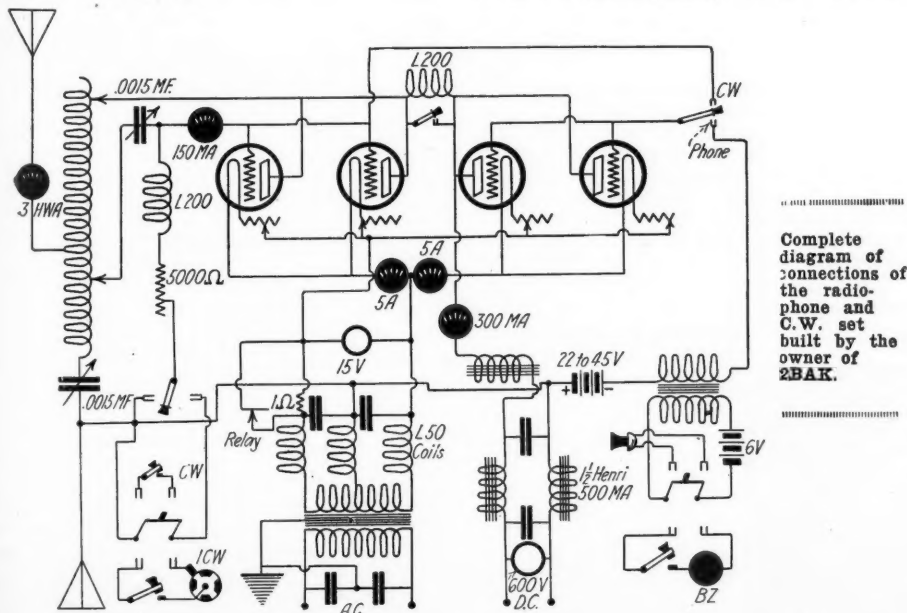 L200
.0015 MF.
CW
'Phone
150 MA
3 HWA
L200
5000Ω
5A
5A
300 MA
15V
22 to 45V
+
-
.0015 MF
1Ω
Relay
L50
Coils
6V
CW
1½ Henri
500 MA
1CW
600 V
BZ
A.C.
D.C.
Complete
diagram of
connections of
the radio-
phone and
C.W. set
built by the
owner of
2BAK.